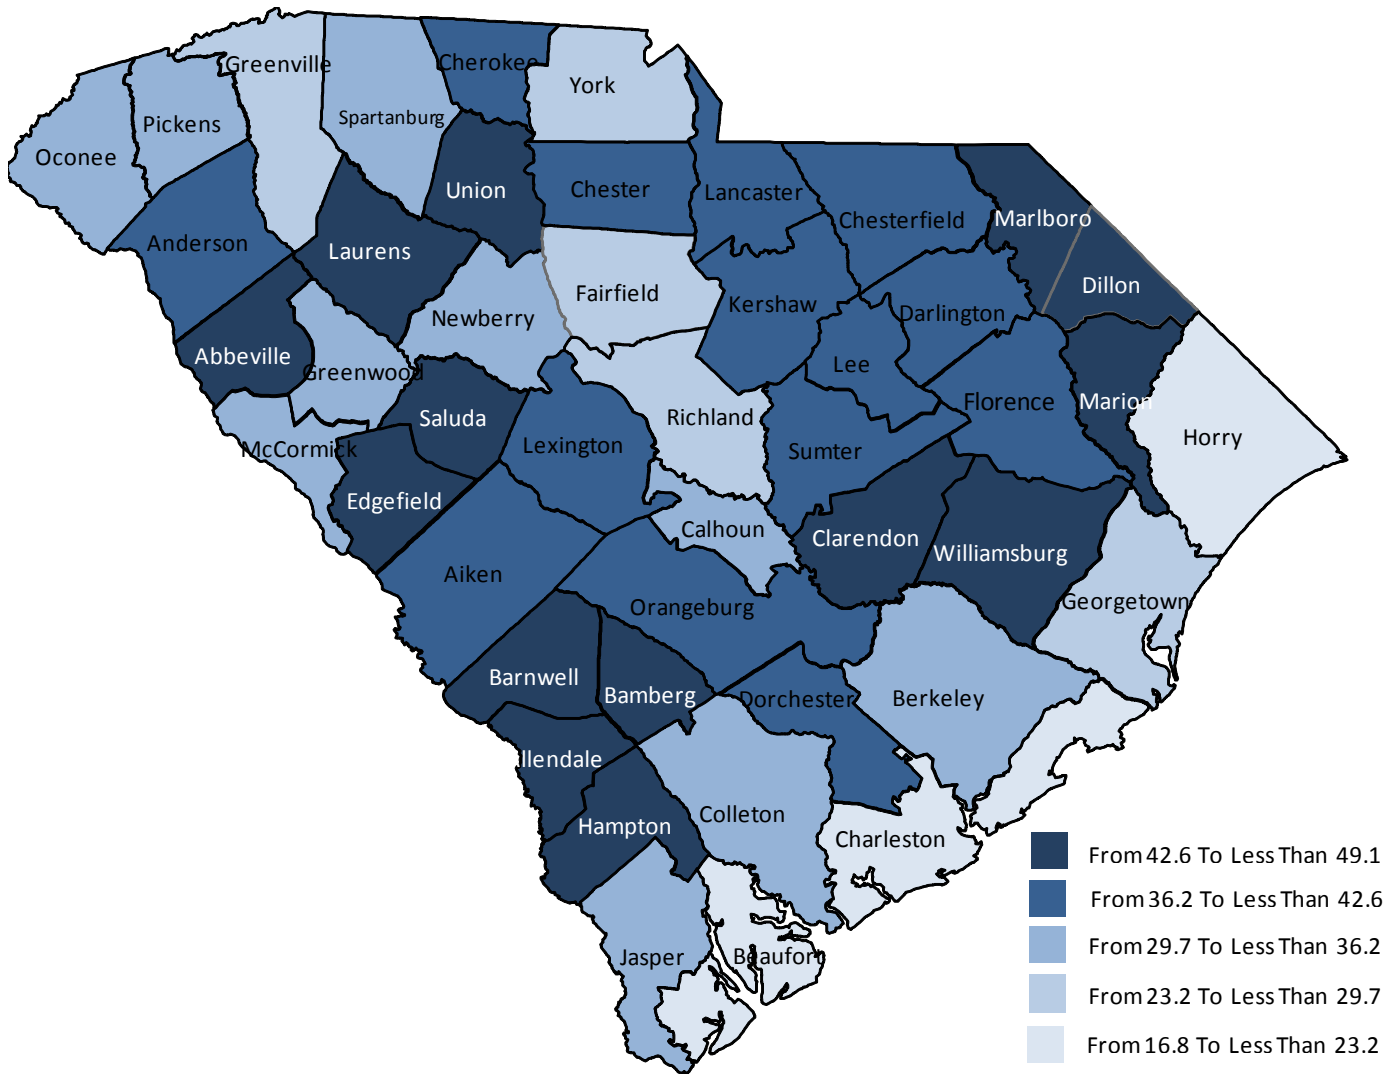 Greenville
Cherokee
York
Spartanburg
Pickens
Oconee
Union
Chester
Lancaster
Chesterfield
Marlboro
Anderson
Laurens
Dillon
Fairfield
Kershaw
Darlington
Newberry
Abbeville
Greenwood
Lee
Saluda
Richland
Florence
Marion
Horry
McCormick
Lexington
Sumter
Edgefield
Calhoun
Clarendon
Williamsburg
Aiken
Orangeburg
Georgetown
Barnwell
Bamberg
Dorchester
Berkeley
llendale
Hampton
Colleton
Charleston
Jasper
Beaufort
From 42.6 To Less Than 49.1
From 36.2 To Less Than 42.6
From 29.7 To Less Than 36.2
From 23.2 To Less Than 29.7
From 16.8 To Less Than 23.2